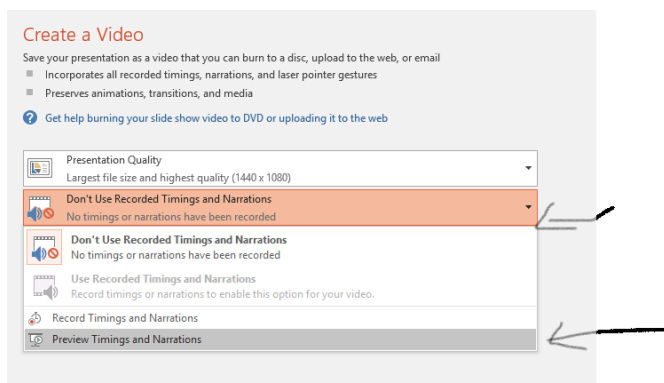 Create a Video
Save your presentation as a video that you can burn to a disc, upload to the web, or email
Incorporates all recorded timings, narrations, and laser pointer gestures
Preserves animations, transitions, and media
Get help burning your slide show video to DVD or uploading it to the web
Presentation Quality
Largest file size and highest quality (1440 x 1080)
Don't Use Recorded Timings and Narrations
No timings or narrations have been recorded
Don't Use Recorded Timings and Narrations
No timings or narrations have been recorded
Use Recorded Timings and Narrations
Record timings or narrations to enable this option for your video.
Record Timings and Narrations
Preview Timings and Narrations